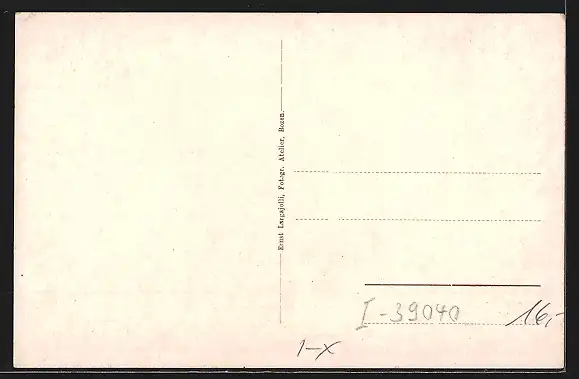 Ernst Largajolli, Fotogr. Atelier, Bozen.
I-39040
16,-
1-X